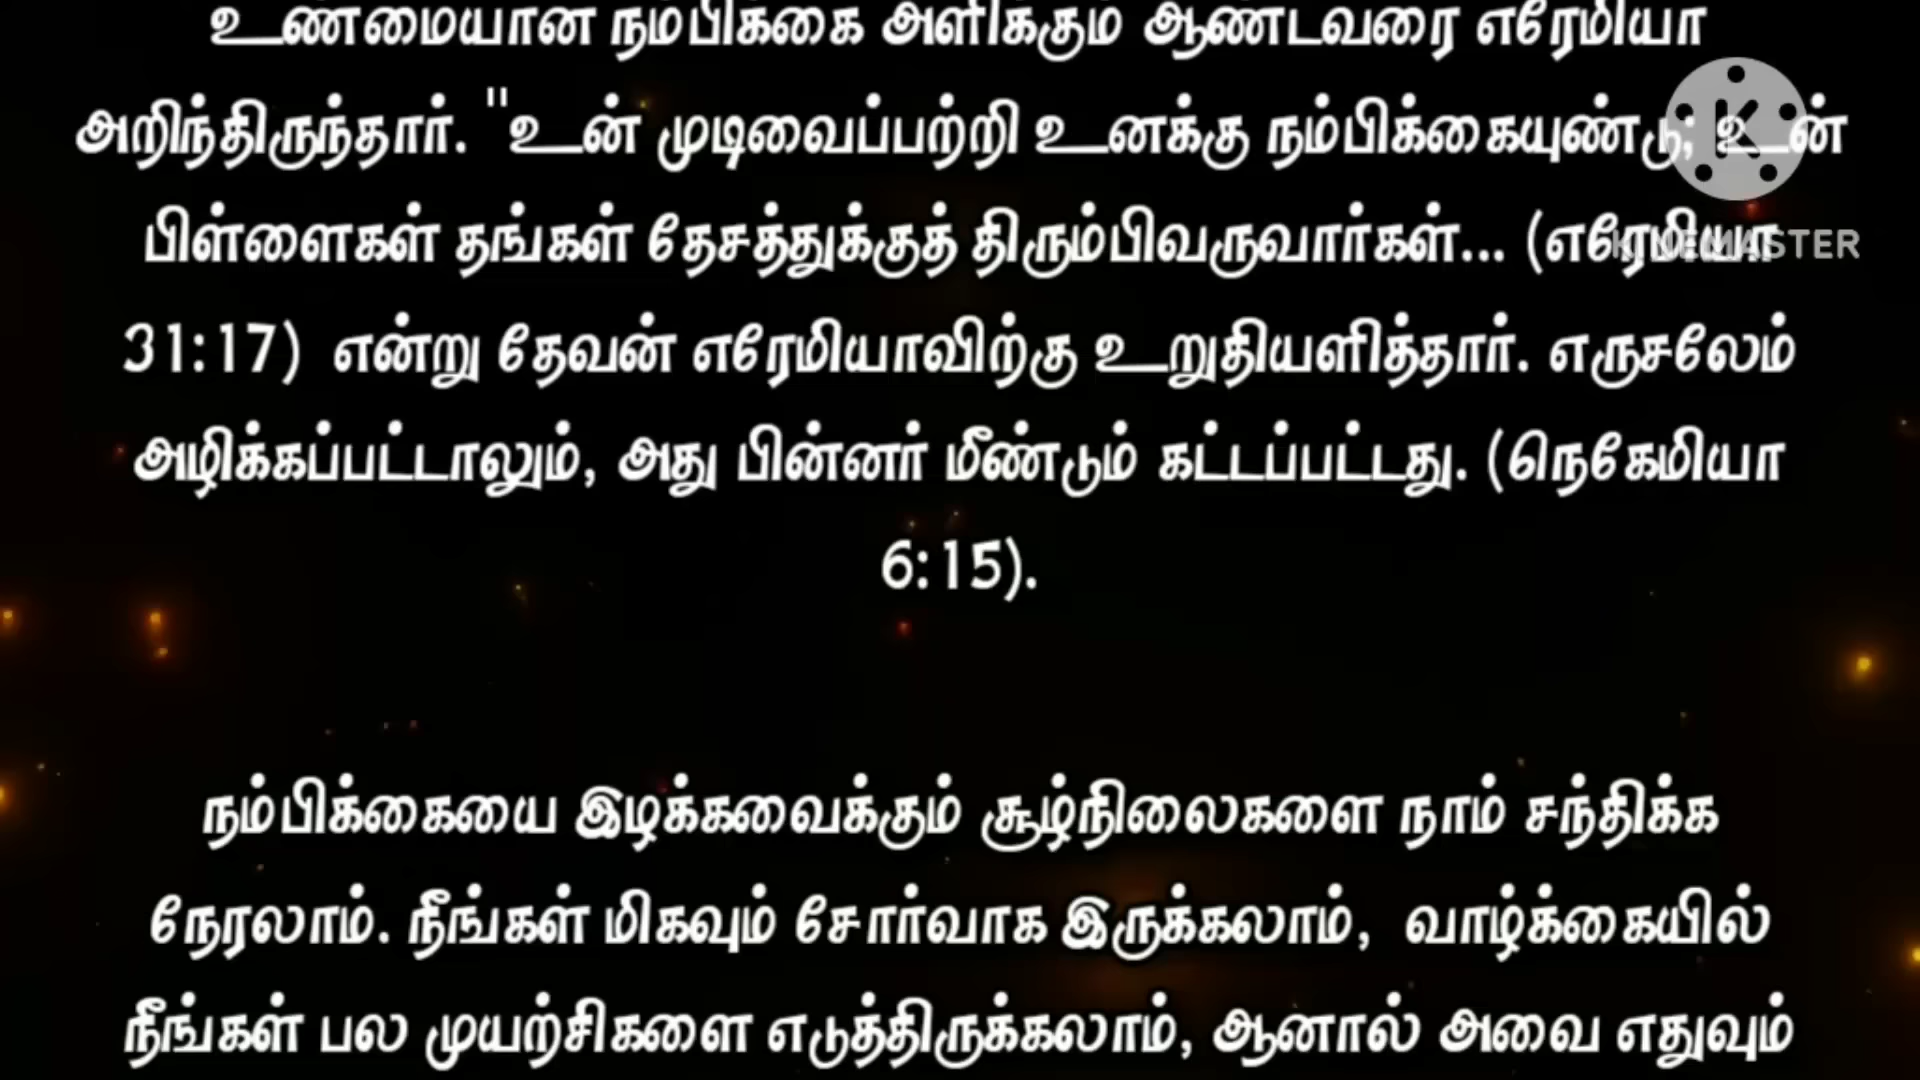 உண்மையான நம்பிக்கை அளிக்கும் ஆண்டவரை எரேமியா
அறிந்திருந்தார். "உன் முடிவைப்பற்றி உனக்கு நம்பிக்கையுண்டு; உன்
பிள்ளைகள் தங்கள் தேசத்துக்குத் திரும்பிவருவார்கள்... (எரேமியா
KINEMASTER
31:17) என்று தேவன் எரேமியாவிற்கு உறுதியளித்தார். எருசலேம்
அழிக்கப்பட்டாலும், அது பின்னர் மீண்டும் கட்டப்பட்டது. (நெகேமியா
6:15).
நம்பிக்கையை இழக்கவைக்கும் சூழ்நிலைகளை நாம் சந்திக்க
நேரலாம். நீங்கள் மிகவும் சோர்வாக இருக்கலாம், வாழ்க்கையில்
நீங்கள் பல முயற்சிகளை எடுத்திருக்கலாம், ஆனால் அவை எதுவும்